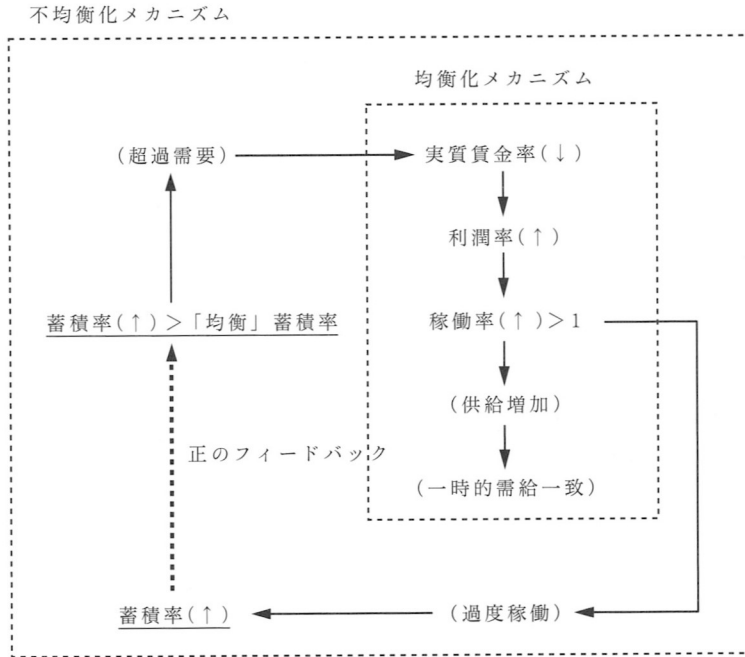 不均衡化メカニズム
均衡化メカニズム
(超過需要)
実質賃金率(↓)
利潤率(↑)
蓄積率(↑)>「均衡」蓄積率
稼働率(↑)>1
(供給増加)
正のフィードバック
(一時的需給一致)
蓄積率(↑)
(過度稼働)